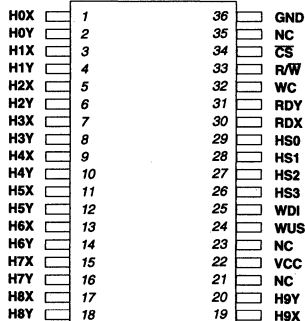 H0X 1 36 GND
H0Y 2 35 NC
H1X 3 34 CS
H1Y 4 33 R/W
H2X 5 32 WC
H2Y 6 31 RDY
H3X 7 30 RDX
H3Y 8 29 HS0
H4X 9 28 HS1
H4Y 10 27 HS2
H5X 11 26 HS3
H5Y 12 25 WDI
H6X 13 24 WUS
H6Y 14 23 NC
H7X 15 22 VCC
H7Y 16 21 NC
H8X 17 20 H9Y
H8Y 18 19 H9X